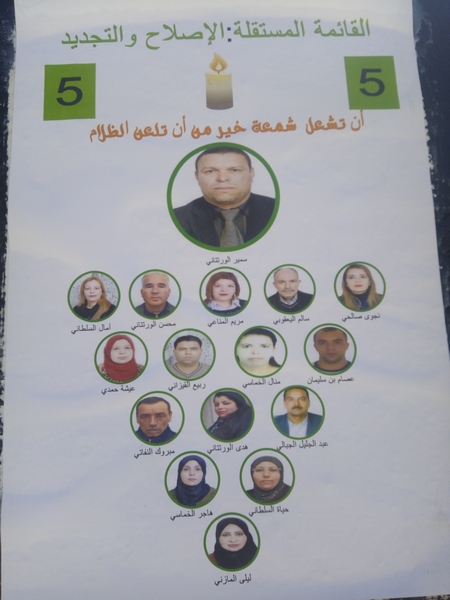 القائمة المستقلة:الإصلاح والتجديد
5 5
أن تشعل شمعة خير من أن تلعن الظلام
سمير الورتتاني
نجوى صالحي سالم اليعقوبي مريم المناعي محسن الورتتاني أمال السلطاني
عصام بن سليمان منال الخماسي ربيع الفيزاني عيشة حمدي
عبد الجليل الجبالي هدى الورتتاني مبروك النفاتي
حياة السلطاني هاجر الخماسي
ليلى المازني